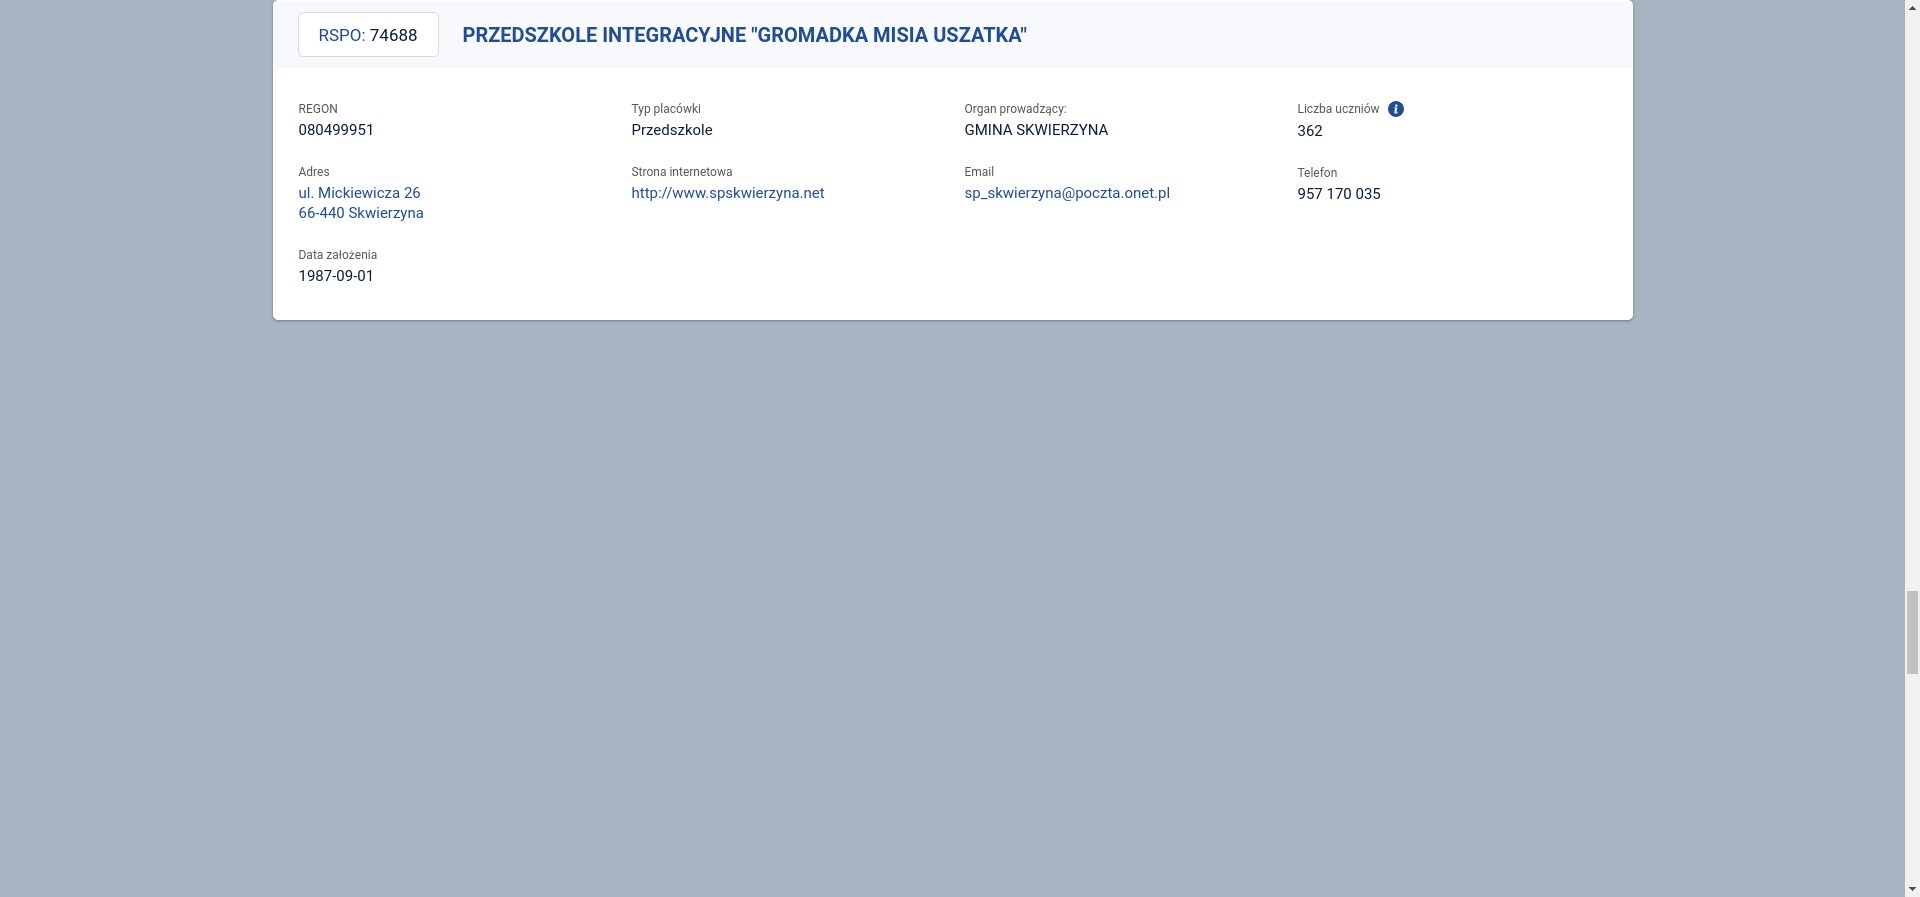 RSPO: 74688
PRZEDSZKOLE INTEGRACYJNE "GROMADKA MISIA USZATKA"
REGON
080499951
Typ placówki
Przedszkole
Organ prowadzący:
GMINA SKWIERZYNA
Liczba uczniów
362
Adres
ul. Mickiewicza 26
66-440 Skwierzyna
Strona internetowa
http://www.spskwierzyna.net
Email
sp_skwierzyna@poczta.onet.pl
Telefon
957 170 035
Data założenia
1987-09-01